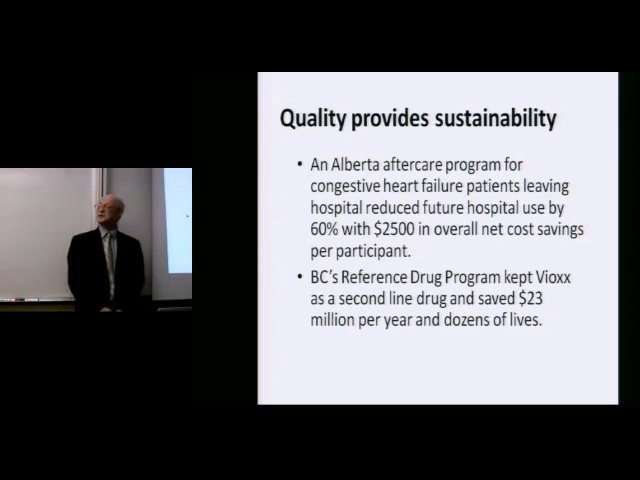 Quality provides sustainability
• An Alberta aftercare program for
congestive heart failure patients leaving
hospital reduced future hospital use by
60% with $2500 in overall net cost savings
per participant.
• BC's Reference Drug Program kept Vioxx
as a second line drug and saved $23
million per year and dozens of lives.